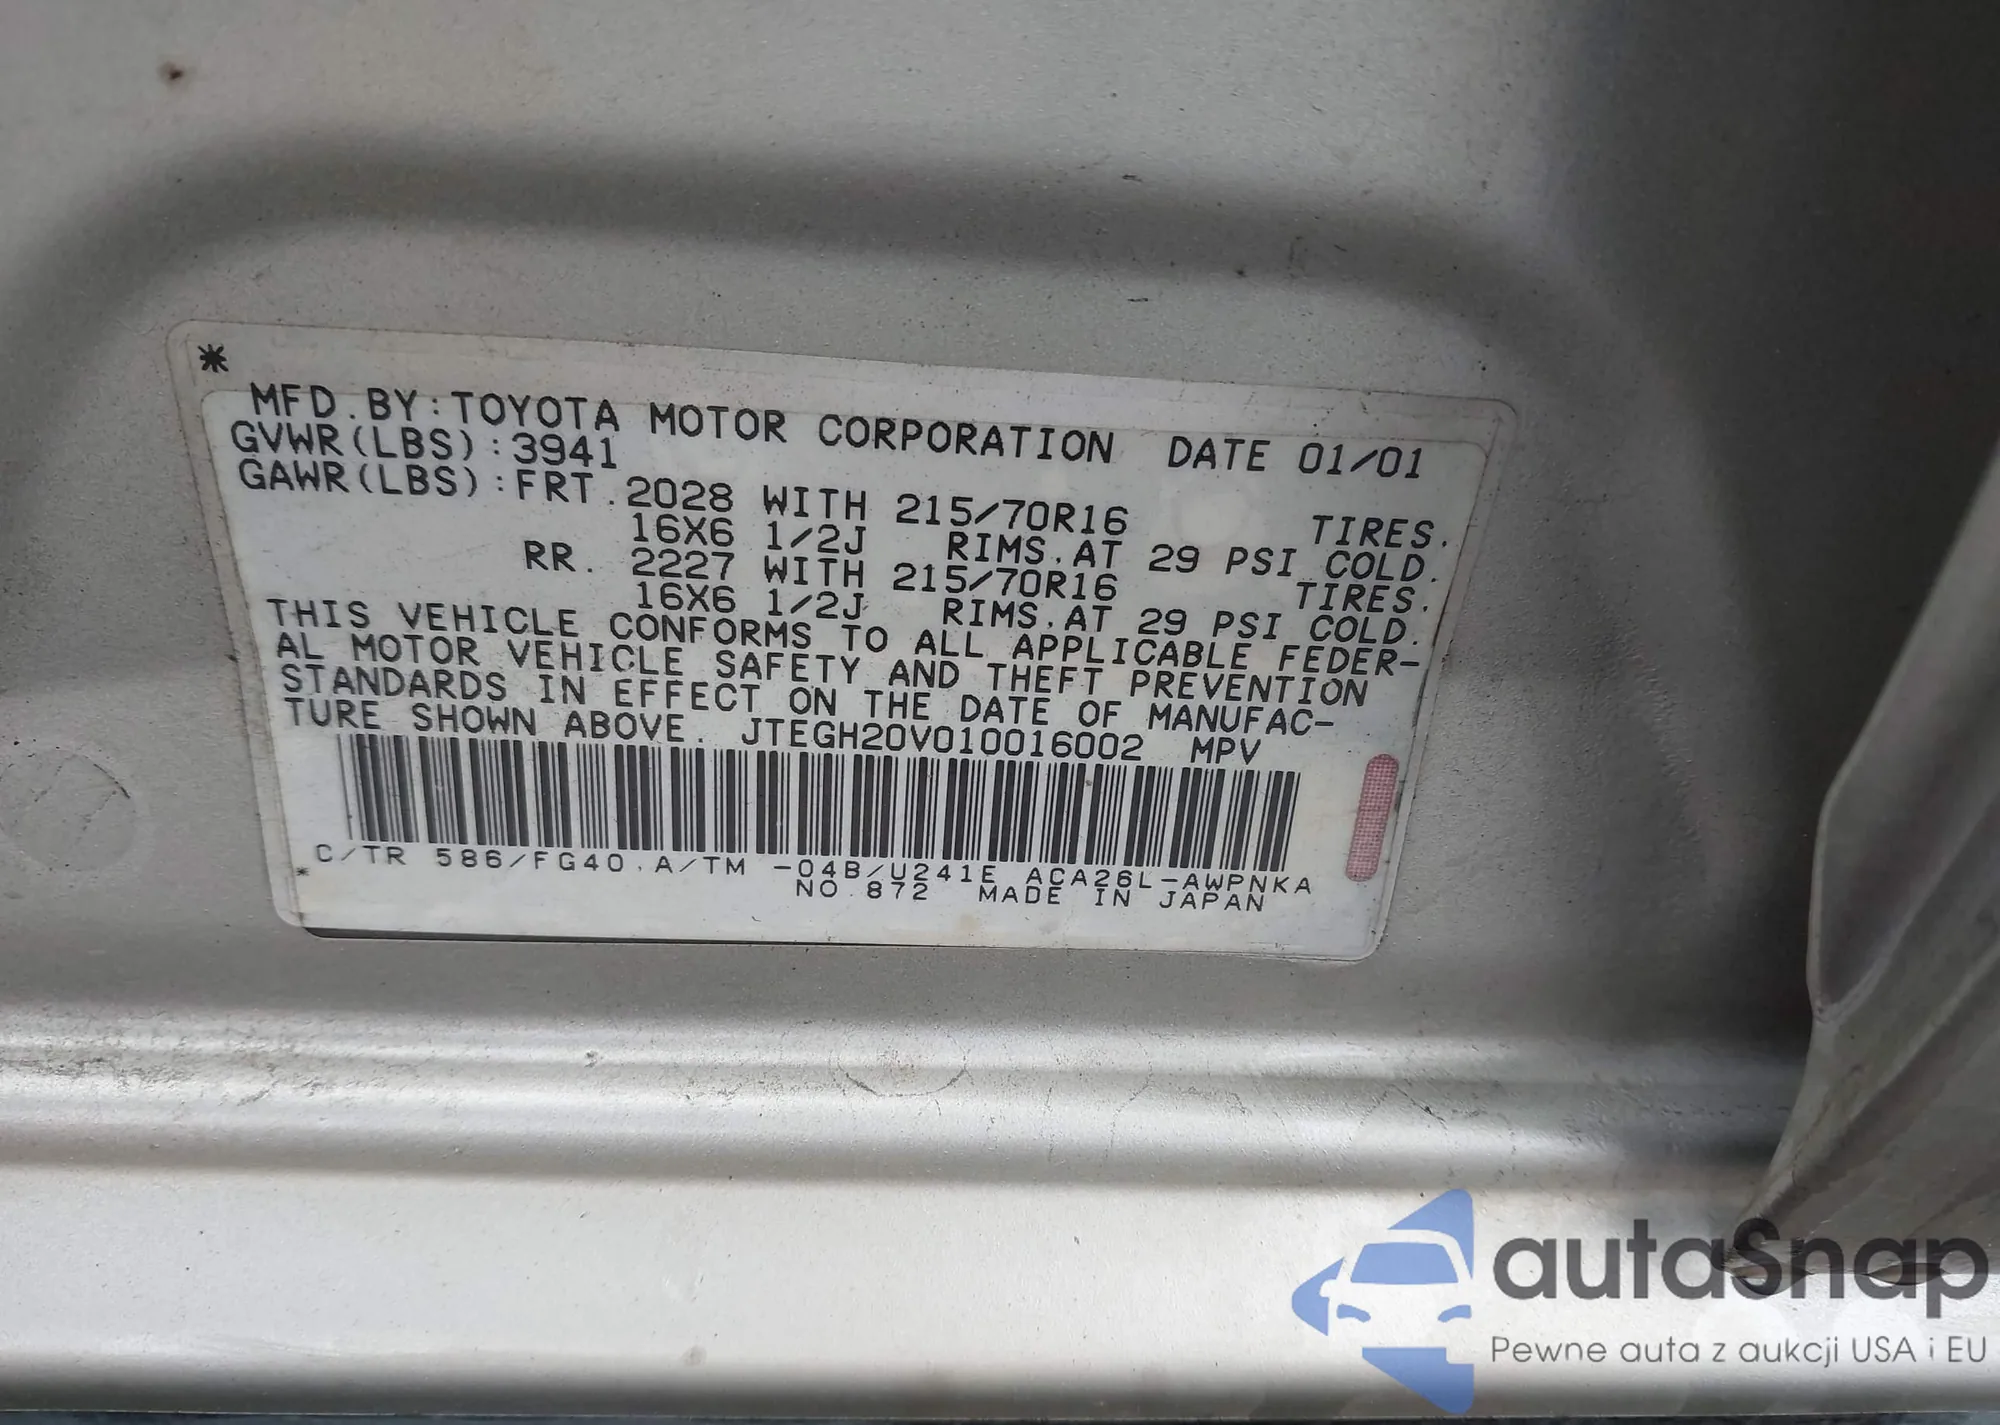 *
MFD.BY:TOYOTA MOTOR CORPORATION DATE 01/01
GVWR(LBS):3941
GAWR(LBS):FRT.2028 WITH 215/70R16 TIRES.
16X6 1/2J RIMS.AT 29 PSI COLD.
RR. 2227 WITH 215/70R16 TIRES.
16X6 1/2J RIMS.AT 29 PSI COLD.
THIS VEHICLE CONFORMS TO ALL APPLICABLE FEDER-
AL MOTOR VEHICLE SAFETY AND THEFT PREVENTION
STANDARDS IN EFFECT ON THE DATE OF MANUFAC-
TURE SHOWN ABOVE. JTEGH20V010016002 MPV
C/TR 586/FG40.A/TM -04B/U241E ACA26L-AWPNKA
* NO.872 MADE IN JAPAN
autaSnap
Pewne auta z aukcji USA i EU